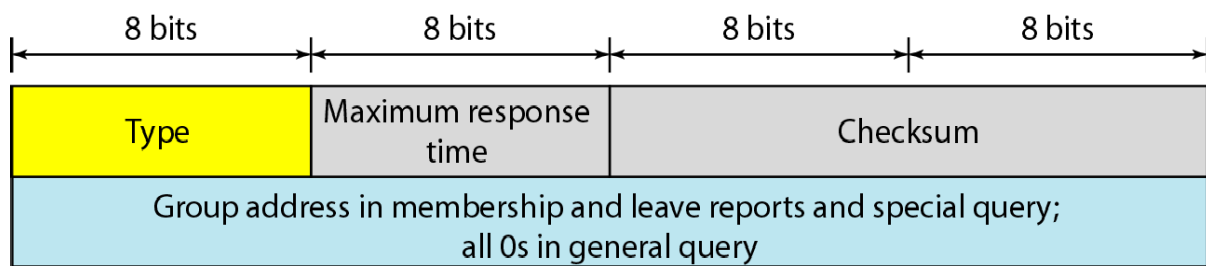 8 bits 8 bits 8 bits 8 bits
Type
Maximum response
time
Checksum
Group address in membership and leave reports and special query;
all 0s in general query